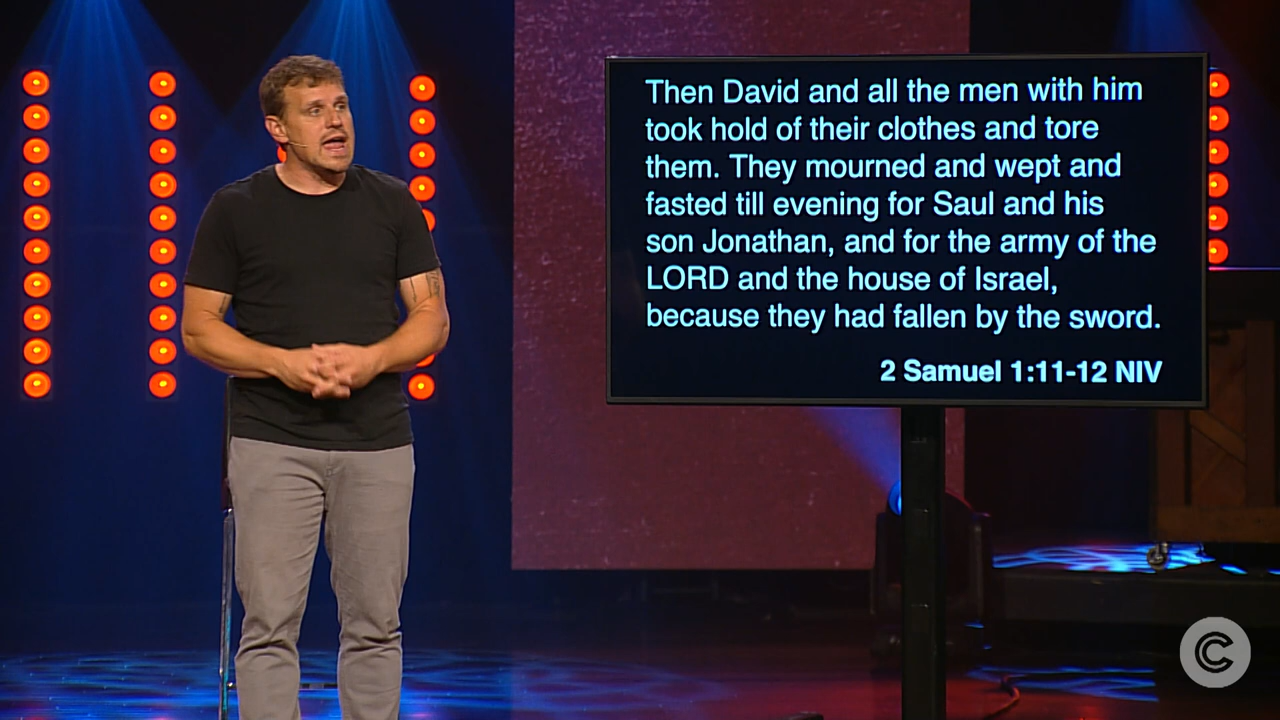 Then David and all the men with him
took hold of their clothes and tore
them. They mourned and wept and
fasted till evening for Saul and his
son Jonathan, and for the army of the
LORD and the house of Israel,
because they had fallen by the sword.
2 Samuel 1:11-12 NIV
C